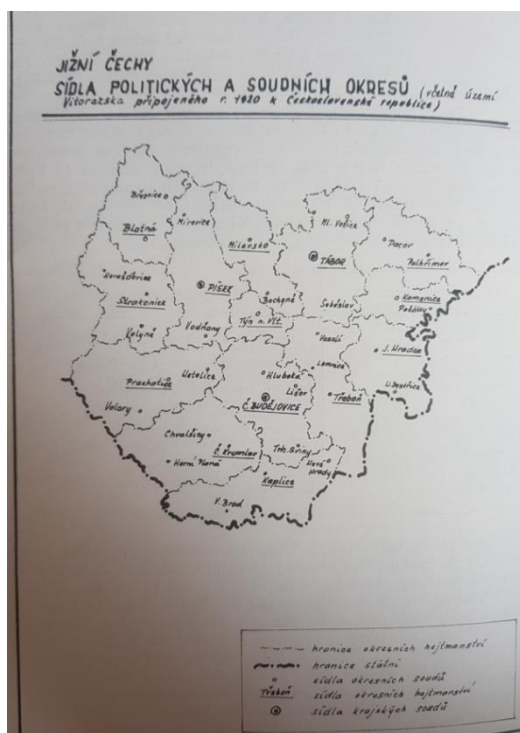 JIŽNÍ ČECHY
SÍDLA POLITICKÝCH A SOUDNÍCH OKRESŮ (včetně území
Vitorazska připojeného r. 1920 k Československé republice)
Březnice
Mirovice
Blatná
Milevsko
Ml. Vožice
TÁBOR
Pacov
Pelhřimov
Horažďovice
PÍSEK
Strakonice
Bechyně
Týn n. Vlt.
Soběslav
Kamenice
Počátky
Volyně
Vodňany
Veselí
J. Hradec
Lomnice
Netolice
Hluboká
Lišov
Prachatice
Č. BUDĚJOVICE
Třeboň
N. Bystřice
Volary
Chvalšiny
Č. Krumlov
Trh. Sviny
Horní Planá
Nové
Hrady
Kaplice
V. Brod
hranice okresních hejtmanství
hranice státní
sídla okresních soudů
Třeboň sídla okresních hejtmanství
sídla krajských soudů